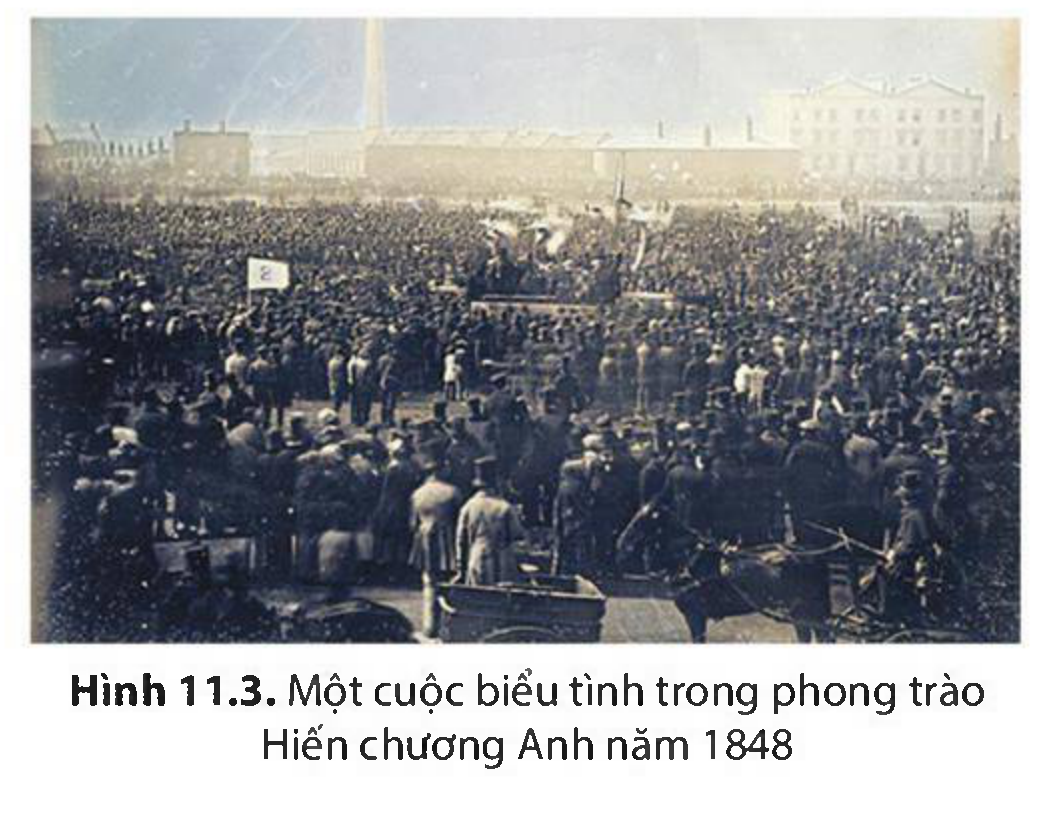 Hình 11.3. Một cuộc biểu tình trong phong trào
Hiến chương Anh năm 1848